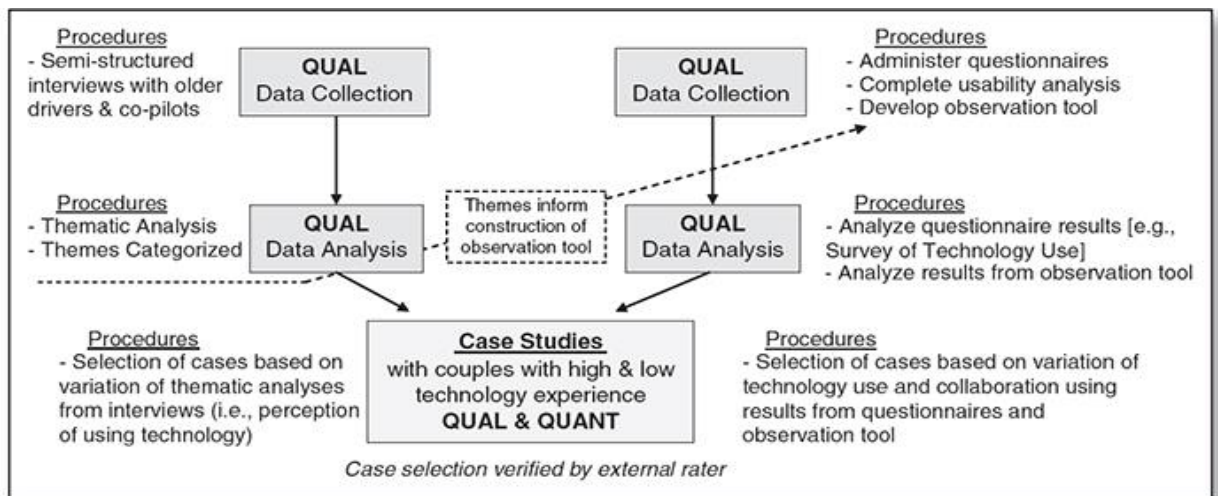 Procedures
- Semi-structured
interviews with older
drivers & co-pilots
QUAL
Data Collection
QUAL
Data Collection
Procedures
- Administer questionnaires
- Complete usability analysis
- Develop observation tool
Procedures
- Thematic Analysis
- Themes Categorized
QUAL
Data Analysis
Themes inform
construction of
observation tool
QUAL
Data Analysis
Procedures
- Analyze questionnaire results [e.g.,
Survey of Technology Use]
- Analyze results from observation tool
Procedures
- Selection of cases based on
variation of thematic analyses
from interviews (i.e., perception
of using technology)
Case Studies
with couples with high & low
technology experience
QUAL & QUANT
Procedures
- Selection of cases based on variation of
technology use and collaboration using
results from questionnaires and
observation tool
Case selection verified by external rater